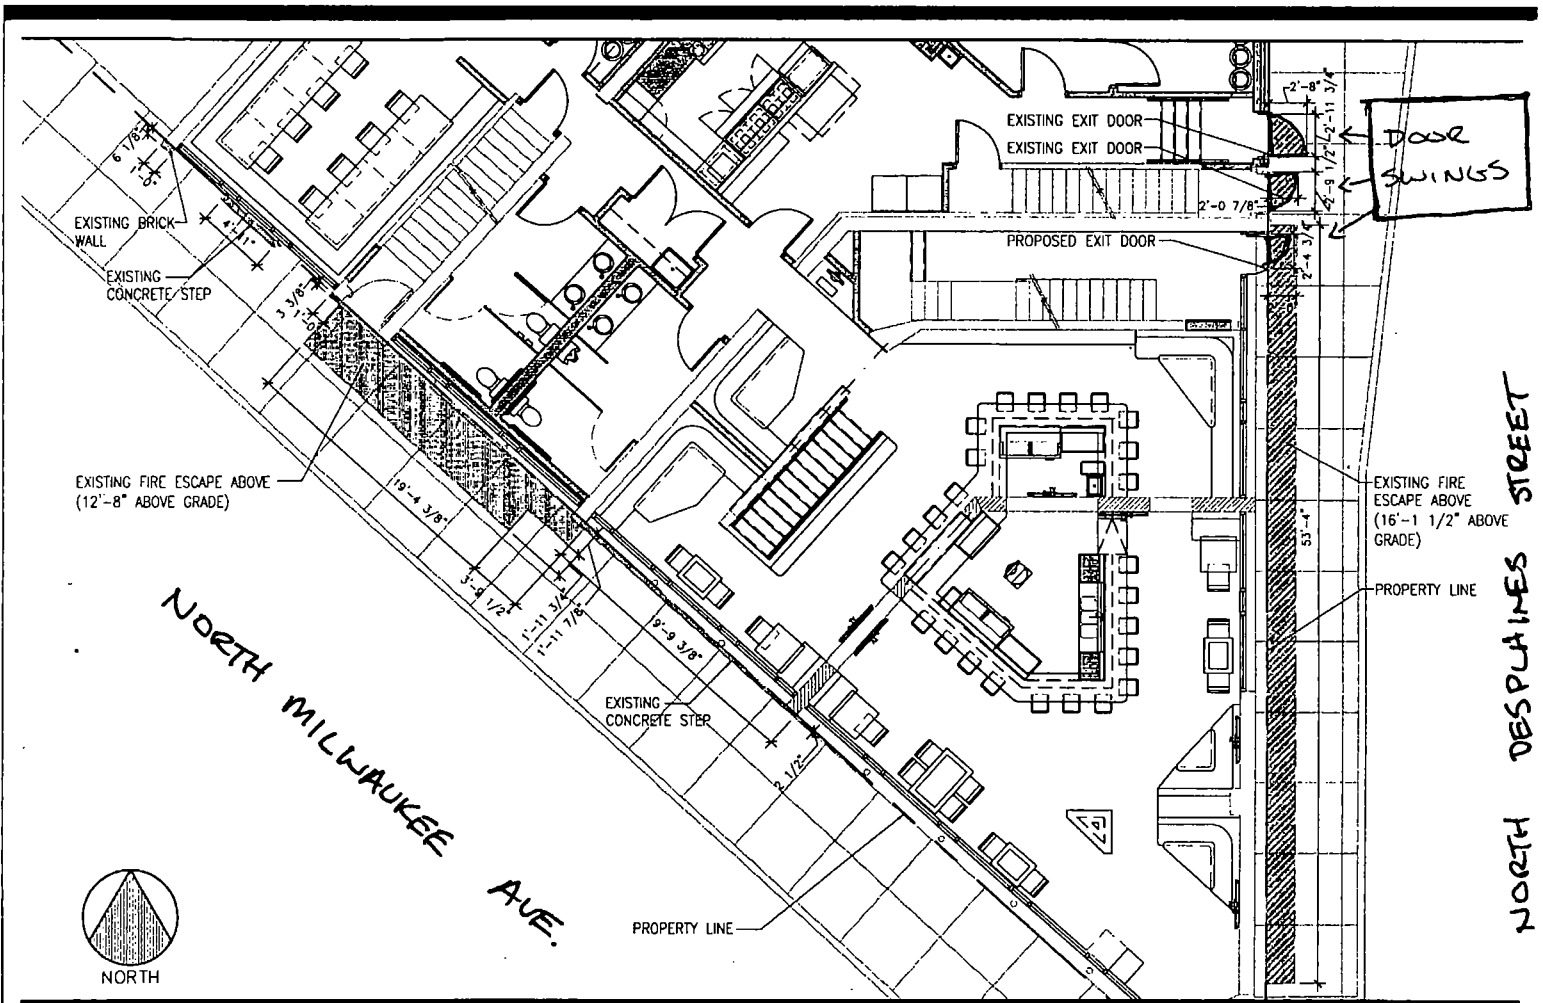 2'-8"
2'-11 3/4"
EXISTING EXIT DOOR
EXISTING EXIT DOOR
DOOR
SWINGS
6 1/8"
1'-0"
2'-9 1/2"
2'-0 7/8"
EXISTING BRICK
WALL
4'-11"
PROPOSED EXIT DOOR
2'-4 3/4"
EXISTING
CONCRETE STEP
3/8"
1'-0"
EXISTING FIRE ESCAPE ABOVE
(12'-8" ABOVE GRADE)
19'-4 3/8"
EXISTING FIRE
ESCAPE ABOVE
(16'-1 1/2" ABOVE
GRADE)
53'-4"
NORTH DESPLAINES STREET
3'-9 1/2"
1'-11 3/4"
1'-11 7/8"
PROPERTY LINE
9'-9 3/8"
NORTH MILWAUKEE AVE.
EXISTING
CONCRETE STEP
2 1/2"
PROPERTY LINE
NORTH